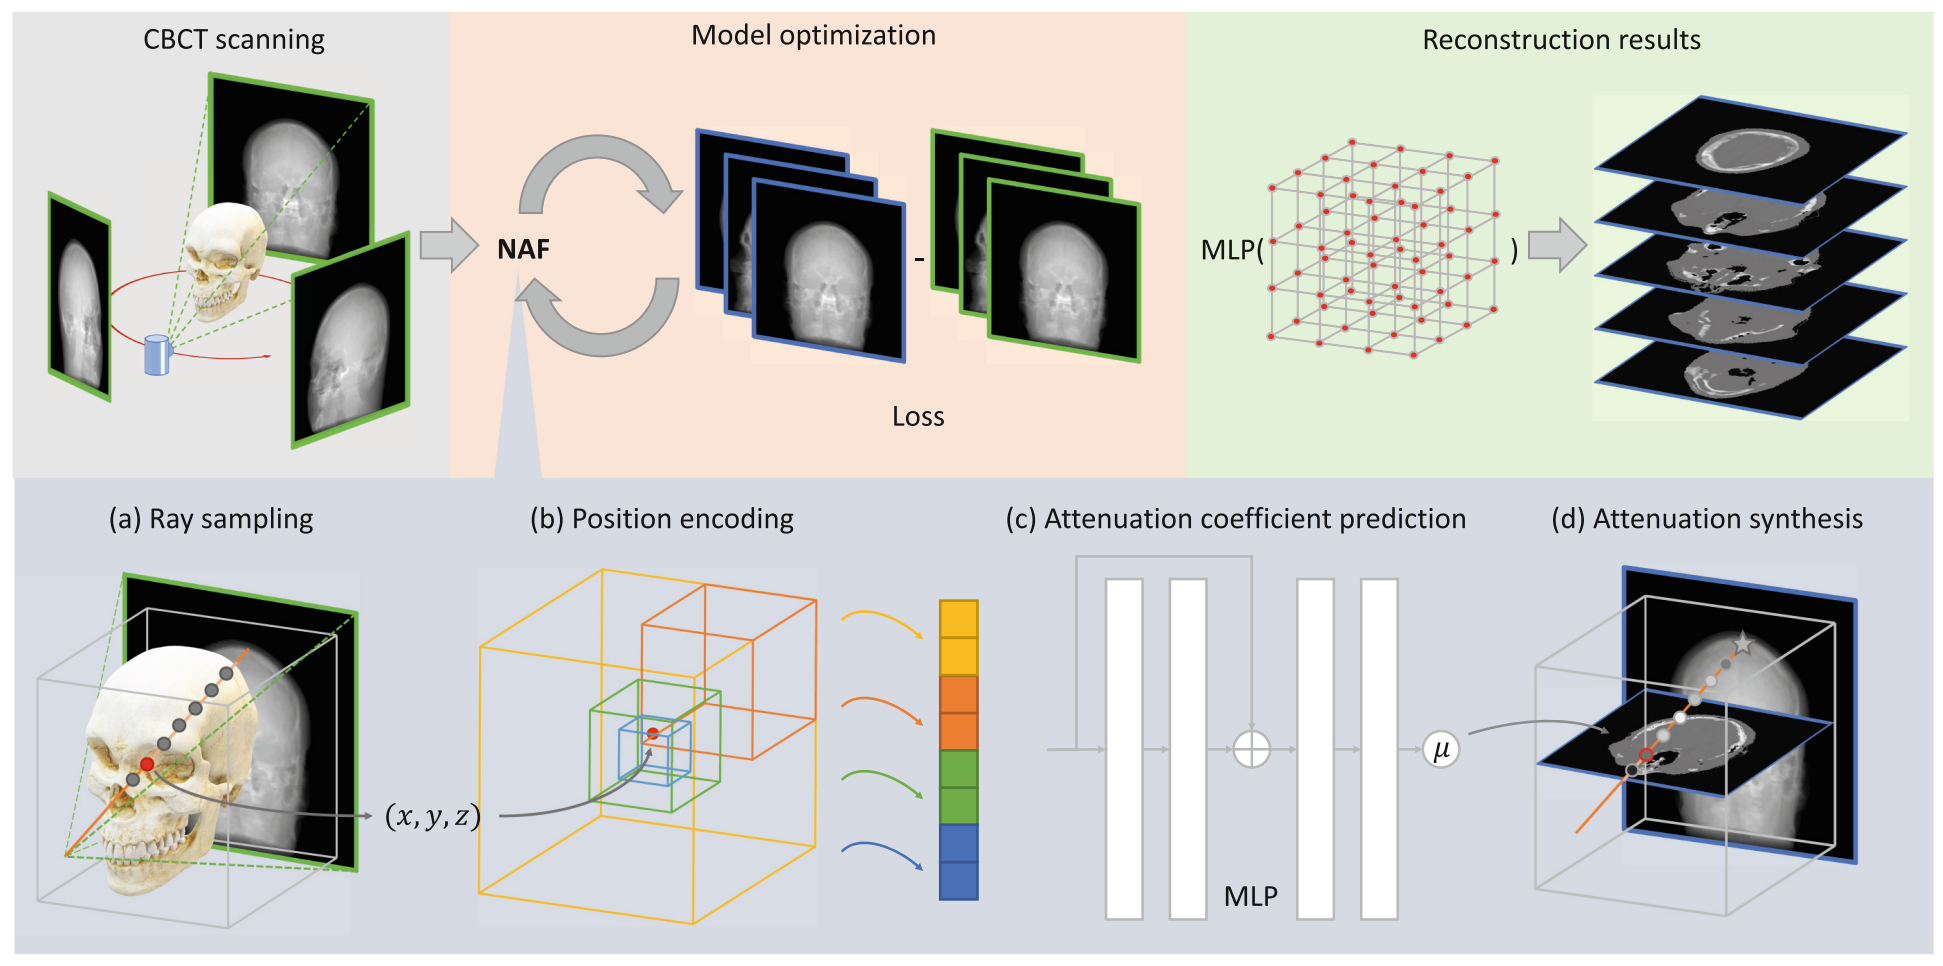 CBCT scanning
Model optimization
Reconstruction results
NAF
-
MLP( )
Loss
(a) Ray sampling
(b) Position encoding
(c) Attenuation coefficient prediction
(d) Attenuation synthesis
(x, y, z)
μ
MLP